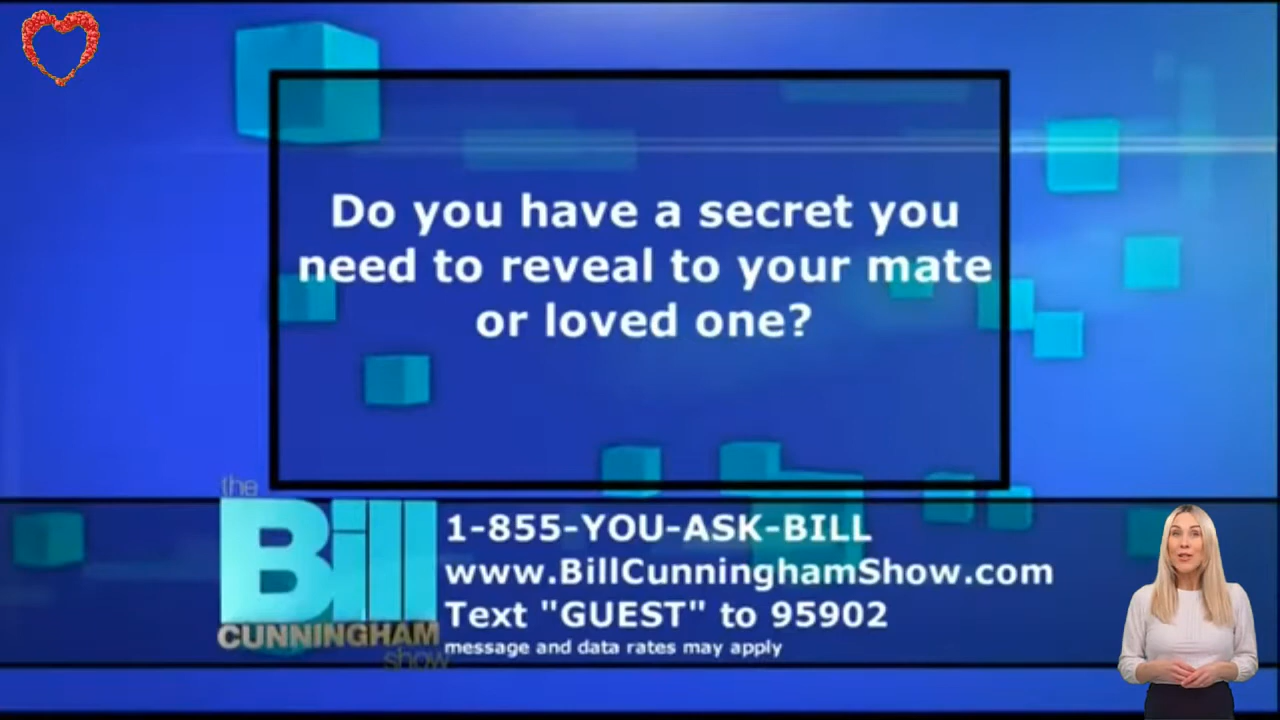 Do you have a secret you
need to reveal to your mate
or loved one?
the
Bill
CUNNINGHAM
show
1-855-YOU-ASK-BILL
www.BillCunninghamShow.com
Text "GUEST" to 95902
message and data rates may apply